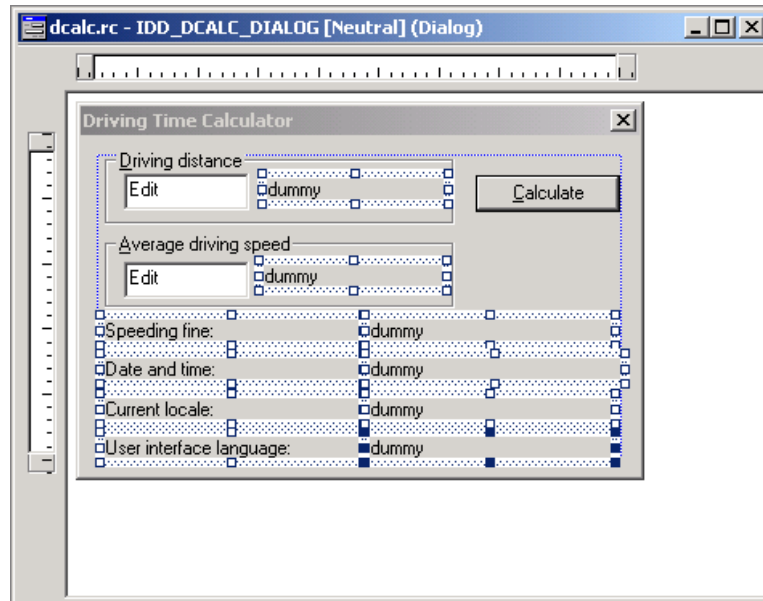 dcalc.rc - IDD_DCALC_DIALOG [Neutral] (Dialog)
Driving Time Calculator
Driving distance
Edit dummy Calculate
Average driving speed
Edit dummy
Speeding fine: dummy
Date and time: dummy
Current locale: dummy
User interface language: dummy